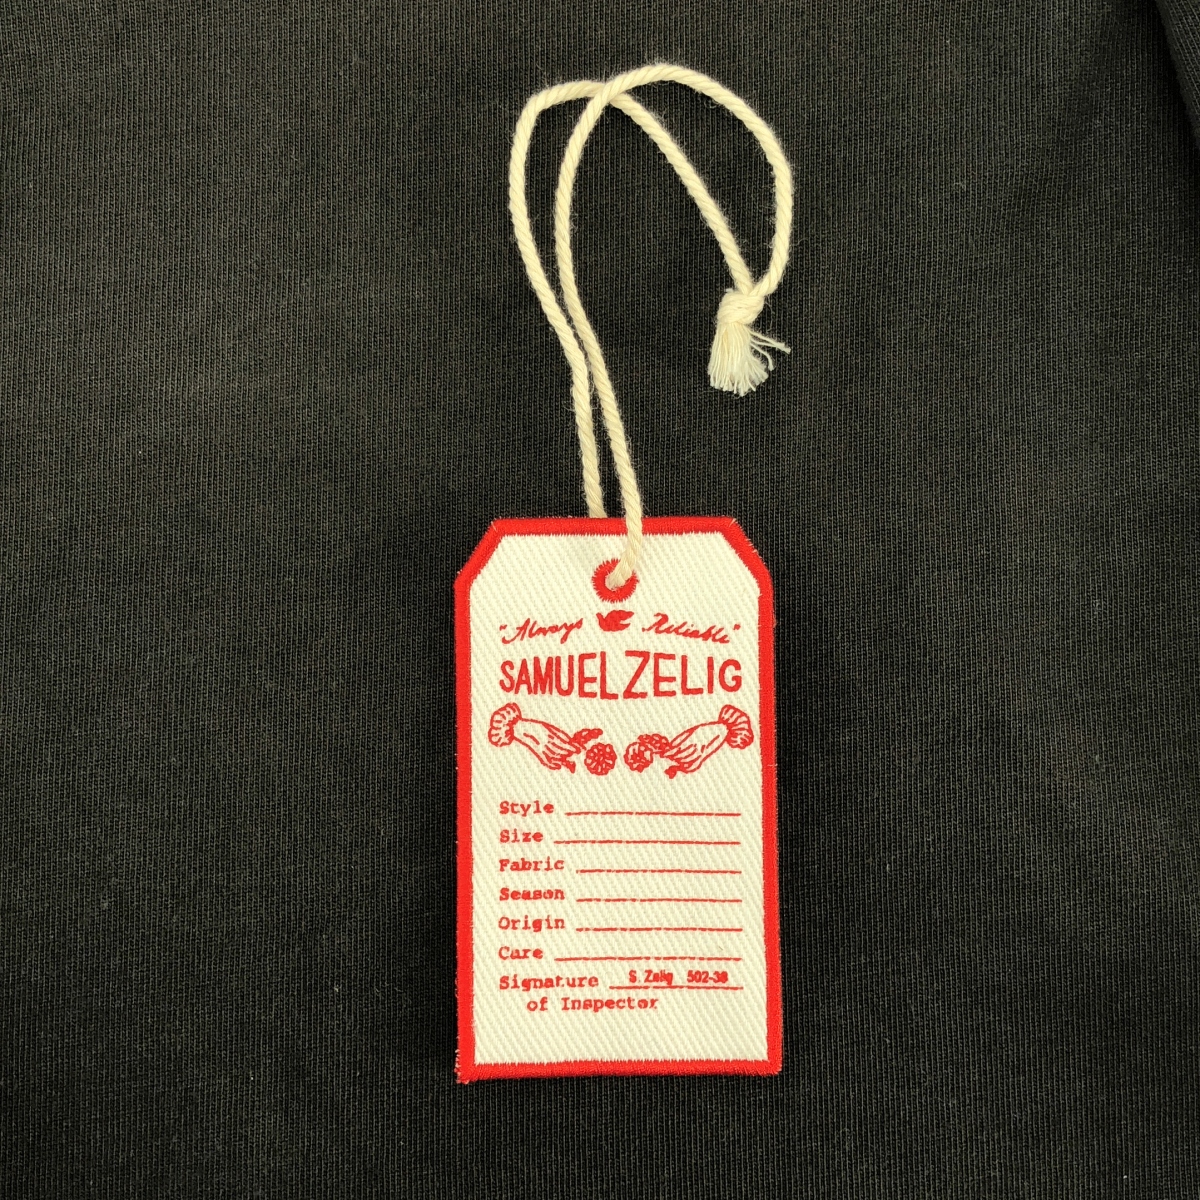 "Always Reliable"
SAMUEL ZELIG
Style
Size
Fabric
Season
Origin
Care
Signature S. Zelig 502-38
of Inspector